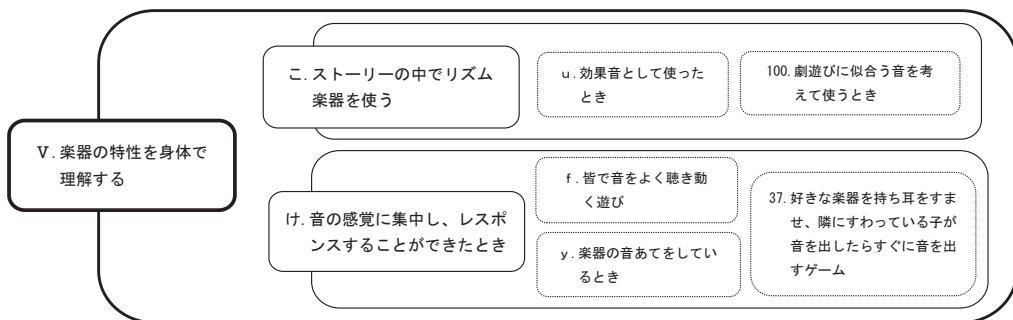 Ⅴ. 楽器の特性を身体で
理解する
こ. ストーリーの中でリズム
楽器を使う
u. 効果音として使った
とき
100. 劇遊びに似合う音を考
えて使うとき
け. 音の感覚に集中し、レスポ
ンスすることができたとき
f. 皆で音をよく聴き動
く遊び
y. 楽器の音あてをしてい
るとき
37. 好きな楽器を持ち耳をすま
せ、隣にすわっている子が
音を出したらすぐに音を出
すゲーム